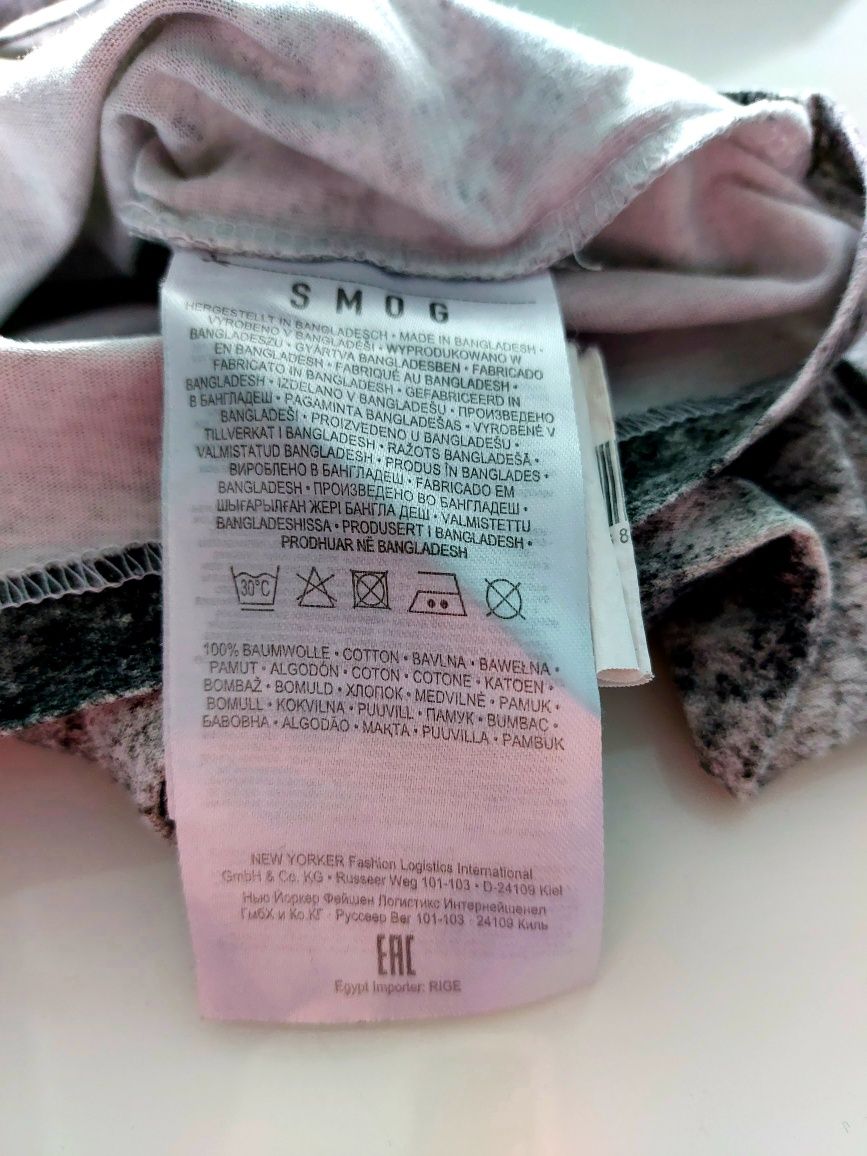 SMOG
HERGESTELLT IN BANGLADESCH • MADE IN BANGLADESH •
VYROBENO V BANGLADÉŠI • WYPRODUKOWANO W
BANGLADESZU • GYÁRTVA BANGLADESBEN • FABRICADO
EN BANGLADESH • FABRIQUÉ AU BANGLADESH •
FABRICATO IN BANGLADESH • GEFABRICEERD IN
BANGLADESH • IZDELANO V BANGLADEŠU • ПРОИЗВЕДЕНО
В БАНГЛАДЕШ • PAGAMINTA BANGLADEŠAS • VYROBENÉ V
BANGLADEŠI • PROIZVEDENO U BANGLADEŠU •
TILLVERKAT I BANGLADESH • RAŽOTS BANGLADEŠĀ •
VALMISTATUD BANGLADESH • PRODUS ÎN BANGLADES •
ВИРОБЛЕНО В БАНГЛАДЕШ • FABRICADO EM
BANGLADESH • ПРОИЗВЕДЕНО ВО БАНГЛАДЕШ •
ШЫҒАРЫЛҒАН ЖЕРІ БАНГЛА ДЕШ • VALMISTETTU
BANGLADESHISSA • PRODUSERT I BANGLADESH •
PRODHUAR NË BANGLADESH
30°C
100% BAUMWOLLE • COTTON • BAVLNA • BAWEŁNA •
PAMUT • ALGODÓN • COTON • COTONE • KATOEN •
BOMBAŽ • BOMULD • ХЛОПОК • MEDVILNĖ • PAMUK •
BOMULL • KOKVILNA • PUUVILL • ПАМУК • BUMBAC •
БАВОВНА • ALGODÃO • МАҚТА • PUUVILLA • PAMBUK
NEW YORKER Fashion Logistics International
GmbH & Co. KG • Russeer Weg 101-103 • D-24109 Kiel
Нью Йоркер Фейшен Логистикс Интернейшенел
ГмбХ и Ко.КГ · Руссеер Вег 101-103 · 24109 Киль
EAC
Egypt Importer: RIGE
8